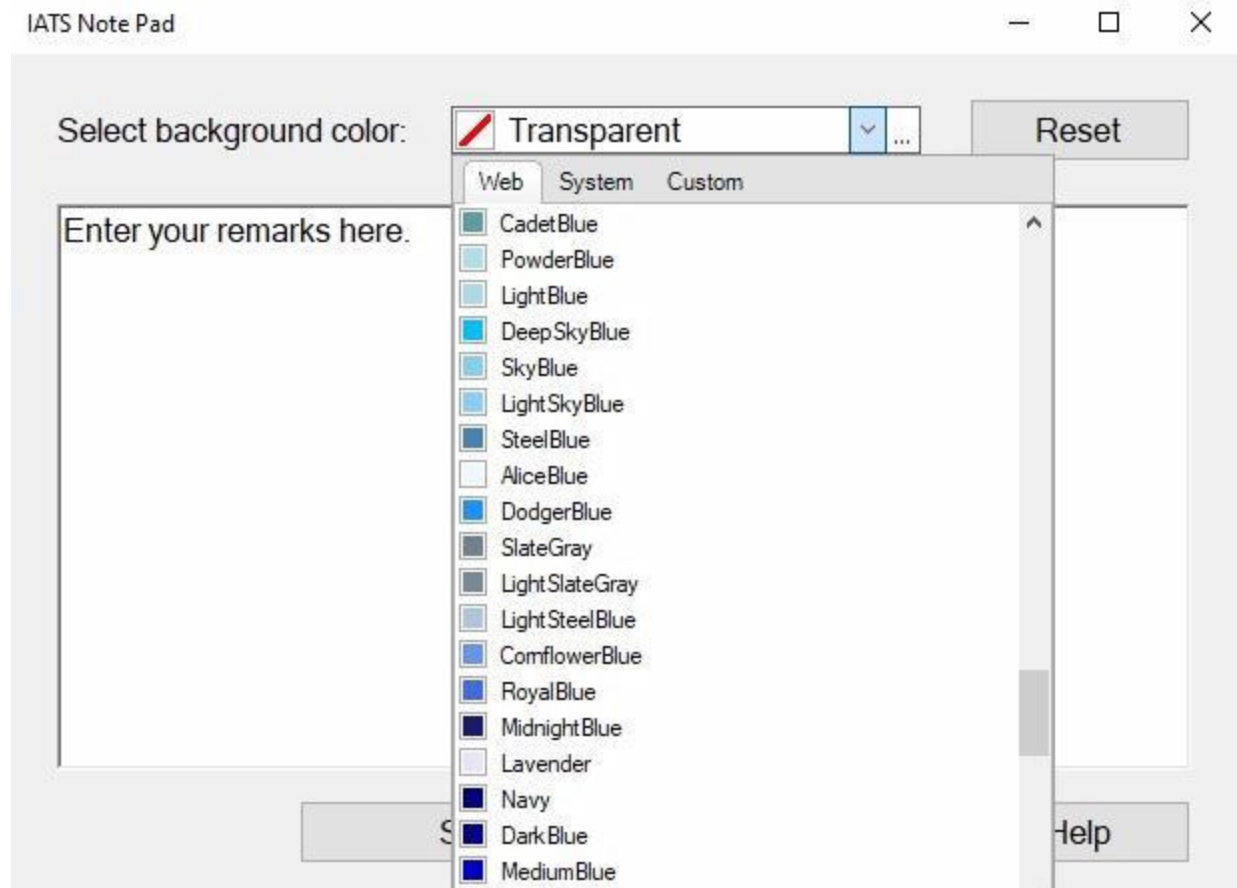 IATS Note Pad
Select background color:
Transparent
...
Reset
Web System Custom
Enter your remarks here.
CadetBlue
PowderBlue
LightBlue
DeepSkyBlue
SkyBlue
LightSkyBlue
SteelBlue
AliceBlue
DodgerBlue
SlateGray
LightSlateGray
LightSteelBlue
CornflowerBlue
RoyalBlue
MidnightBlue
Lavender
Navy
DarkBlue
MediumBlue